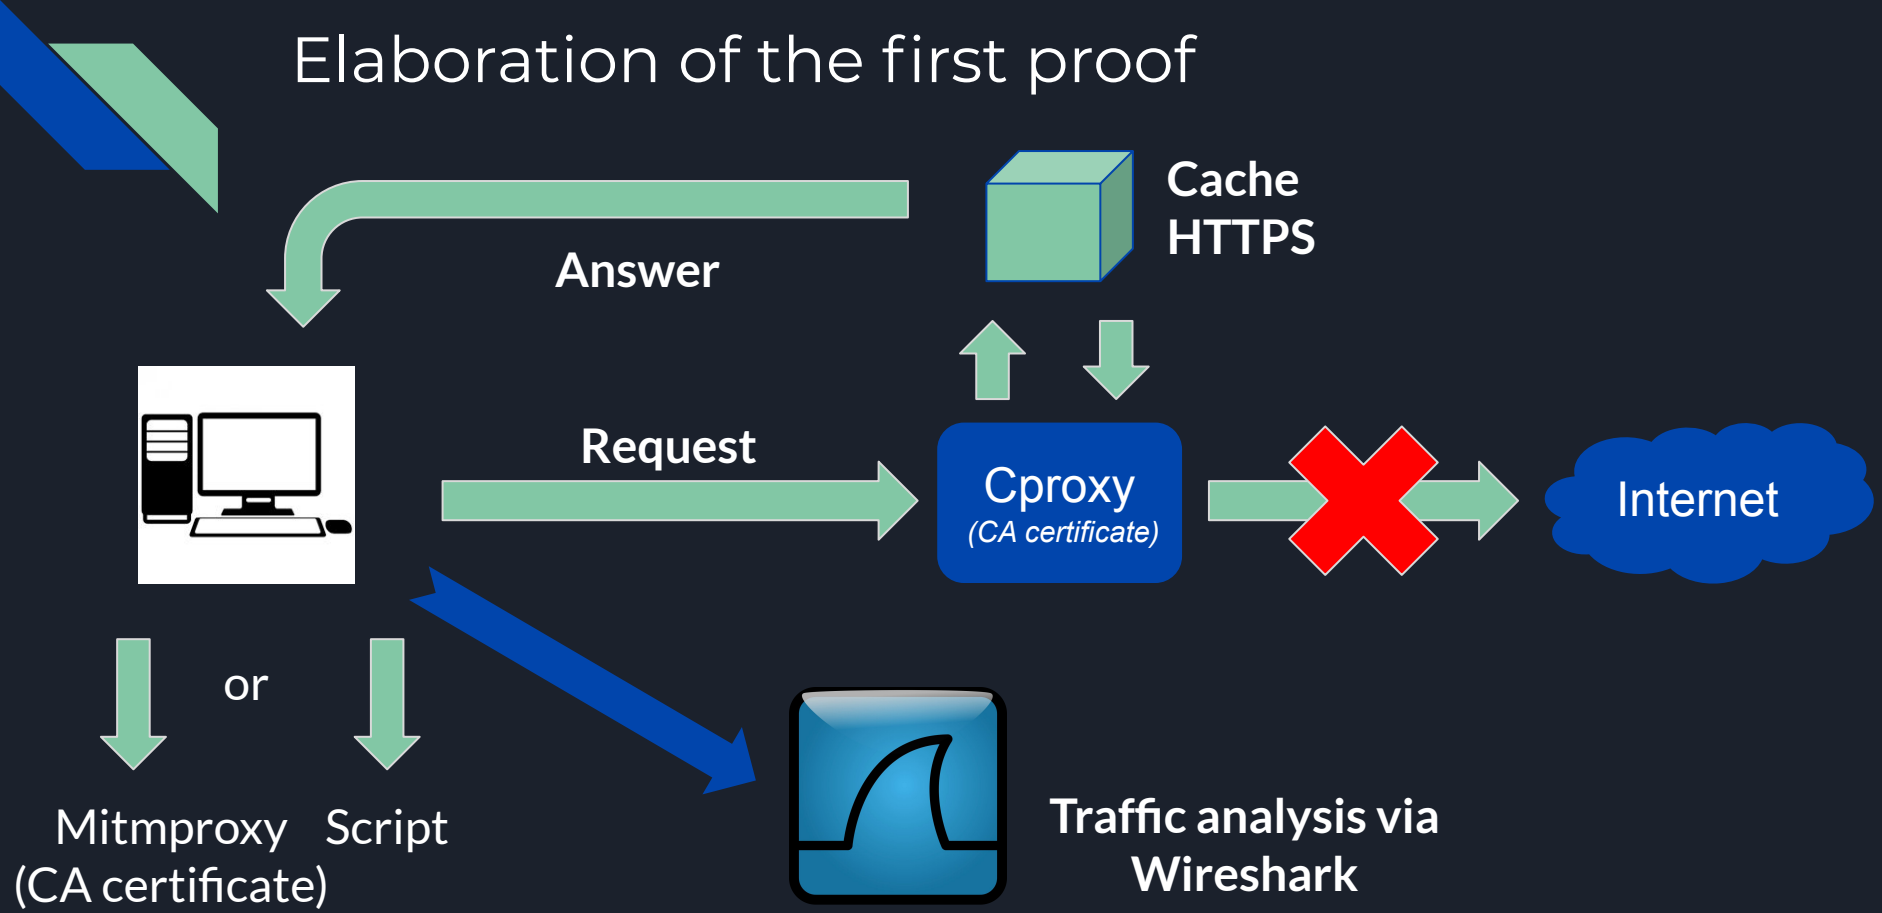 Elaboration of the first proof
Cache
HTTPS
Answer
Request
Cproxy
(CA certificate)
Internet
or
Mitmproxy
(CA certificate)
Script
Traffic analysis via
Wireshark